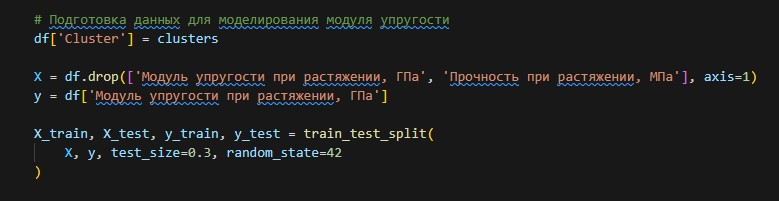 # Подготовка данных для моделирования модуля упругости
df['Cluster'] = clusters
X = df.drop(['Модуль упругости при растяжении, ГПа', 'Прочность при растяжении, МПа'], axis=1)
y = df['Модуль упругости при растяжении, ГПа']
X_train, X_test, y_train, y_test = train_test_split(
    X, y, test_size=0.3, random_state=42
)